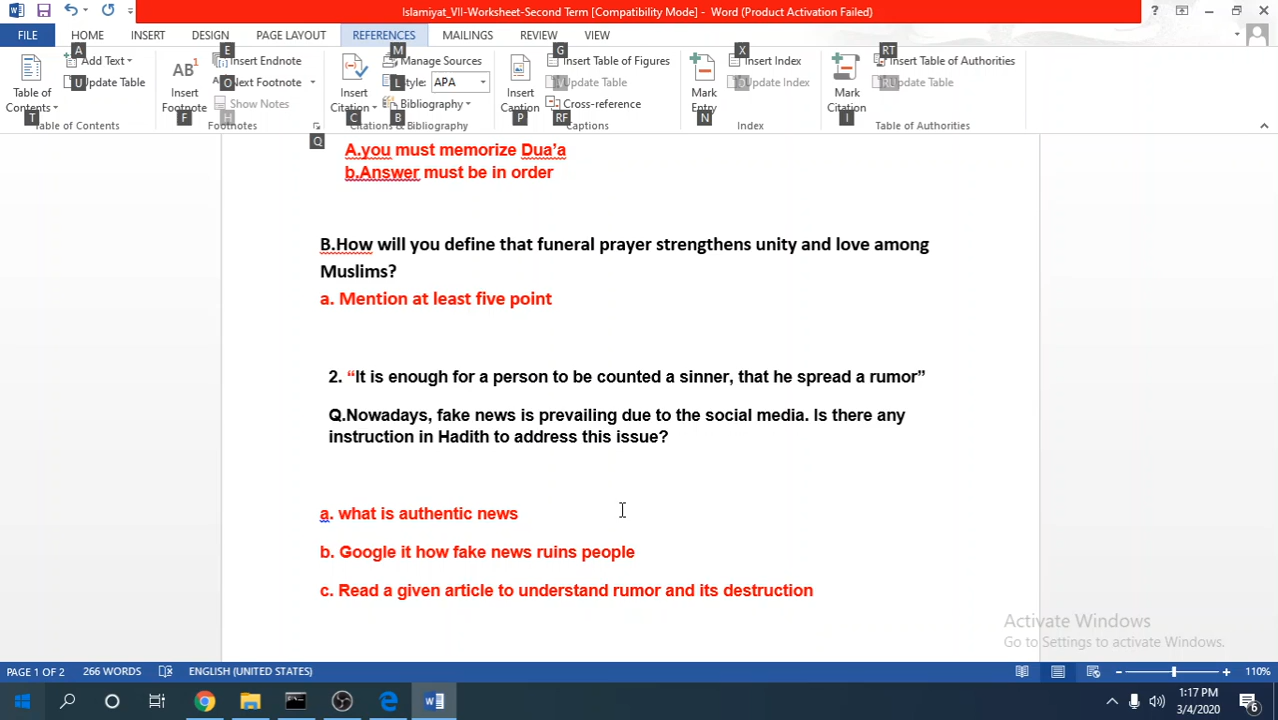 Islamiyat_VII-Worksheet-Second Term [Compatibility Mode] - Word (Product Activation Failed)
FILE HOME INSERT DESIGN PAGE LAYOUT REFERENCES MAILINGS REVIEW VIEW
A E M G X RT
Add Text Insert Endnote Manage Sources Insert Table of Figures Insert Index Insert Table of Authorities
U Update Table O Next Footnote L Style: APA Update Table Update Index RU Update Table
Table of Contents Insert Footnote Show Notes Insert Citation Bibliography Insert Caption Cross-reference Mark Entry Mark Citation
T F H C B P RF N I
Table of Contents Footnotes Citations & Bibliography Captions Index Table of Authorities
Q
A.you must memorize Dua’a
b.Answer must be in order
B.How will you define that funeral prayer strengthens unity and love among
Muslims?
a. Mention at least five point
2. “It is enough for a person to be counted a sinner, that he spread a rumor”
Q.Nowadays, fake news is prevailing due to the social media. Is there any
instruction in Hadith to address this issue?
a. what is authentic news
b. Google it how fake news ruins people
c. Read a given article to understand rumor and its destruction
Activate Windows
Go to Settings to activate Windows.
PAGE 1 OF 2 266 WORDS ENGLISH (UNITED STATES) 110%
1:17 PM
3/4/2020
6